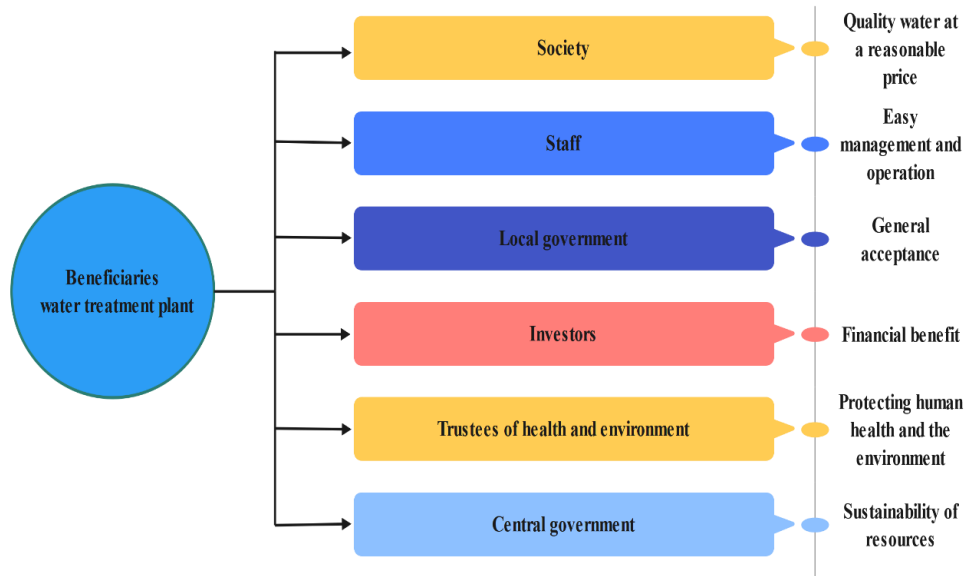 Beneficiaries
water treatment plant
Society
Quality water at
a reasonable
price
Staff
Easy
management and
operation
Local government
General
acceptance
Investors
Financial benefit
Trustees of health and environment
Protecting human
health and the
environment
Central government
Sustainability of
resources